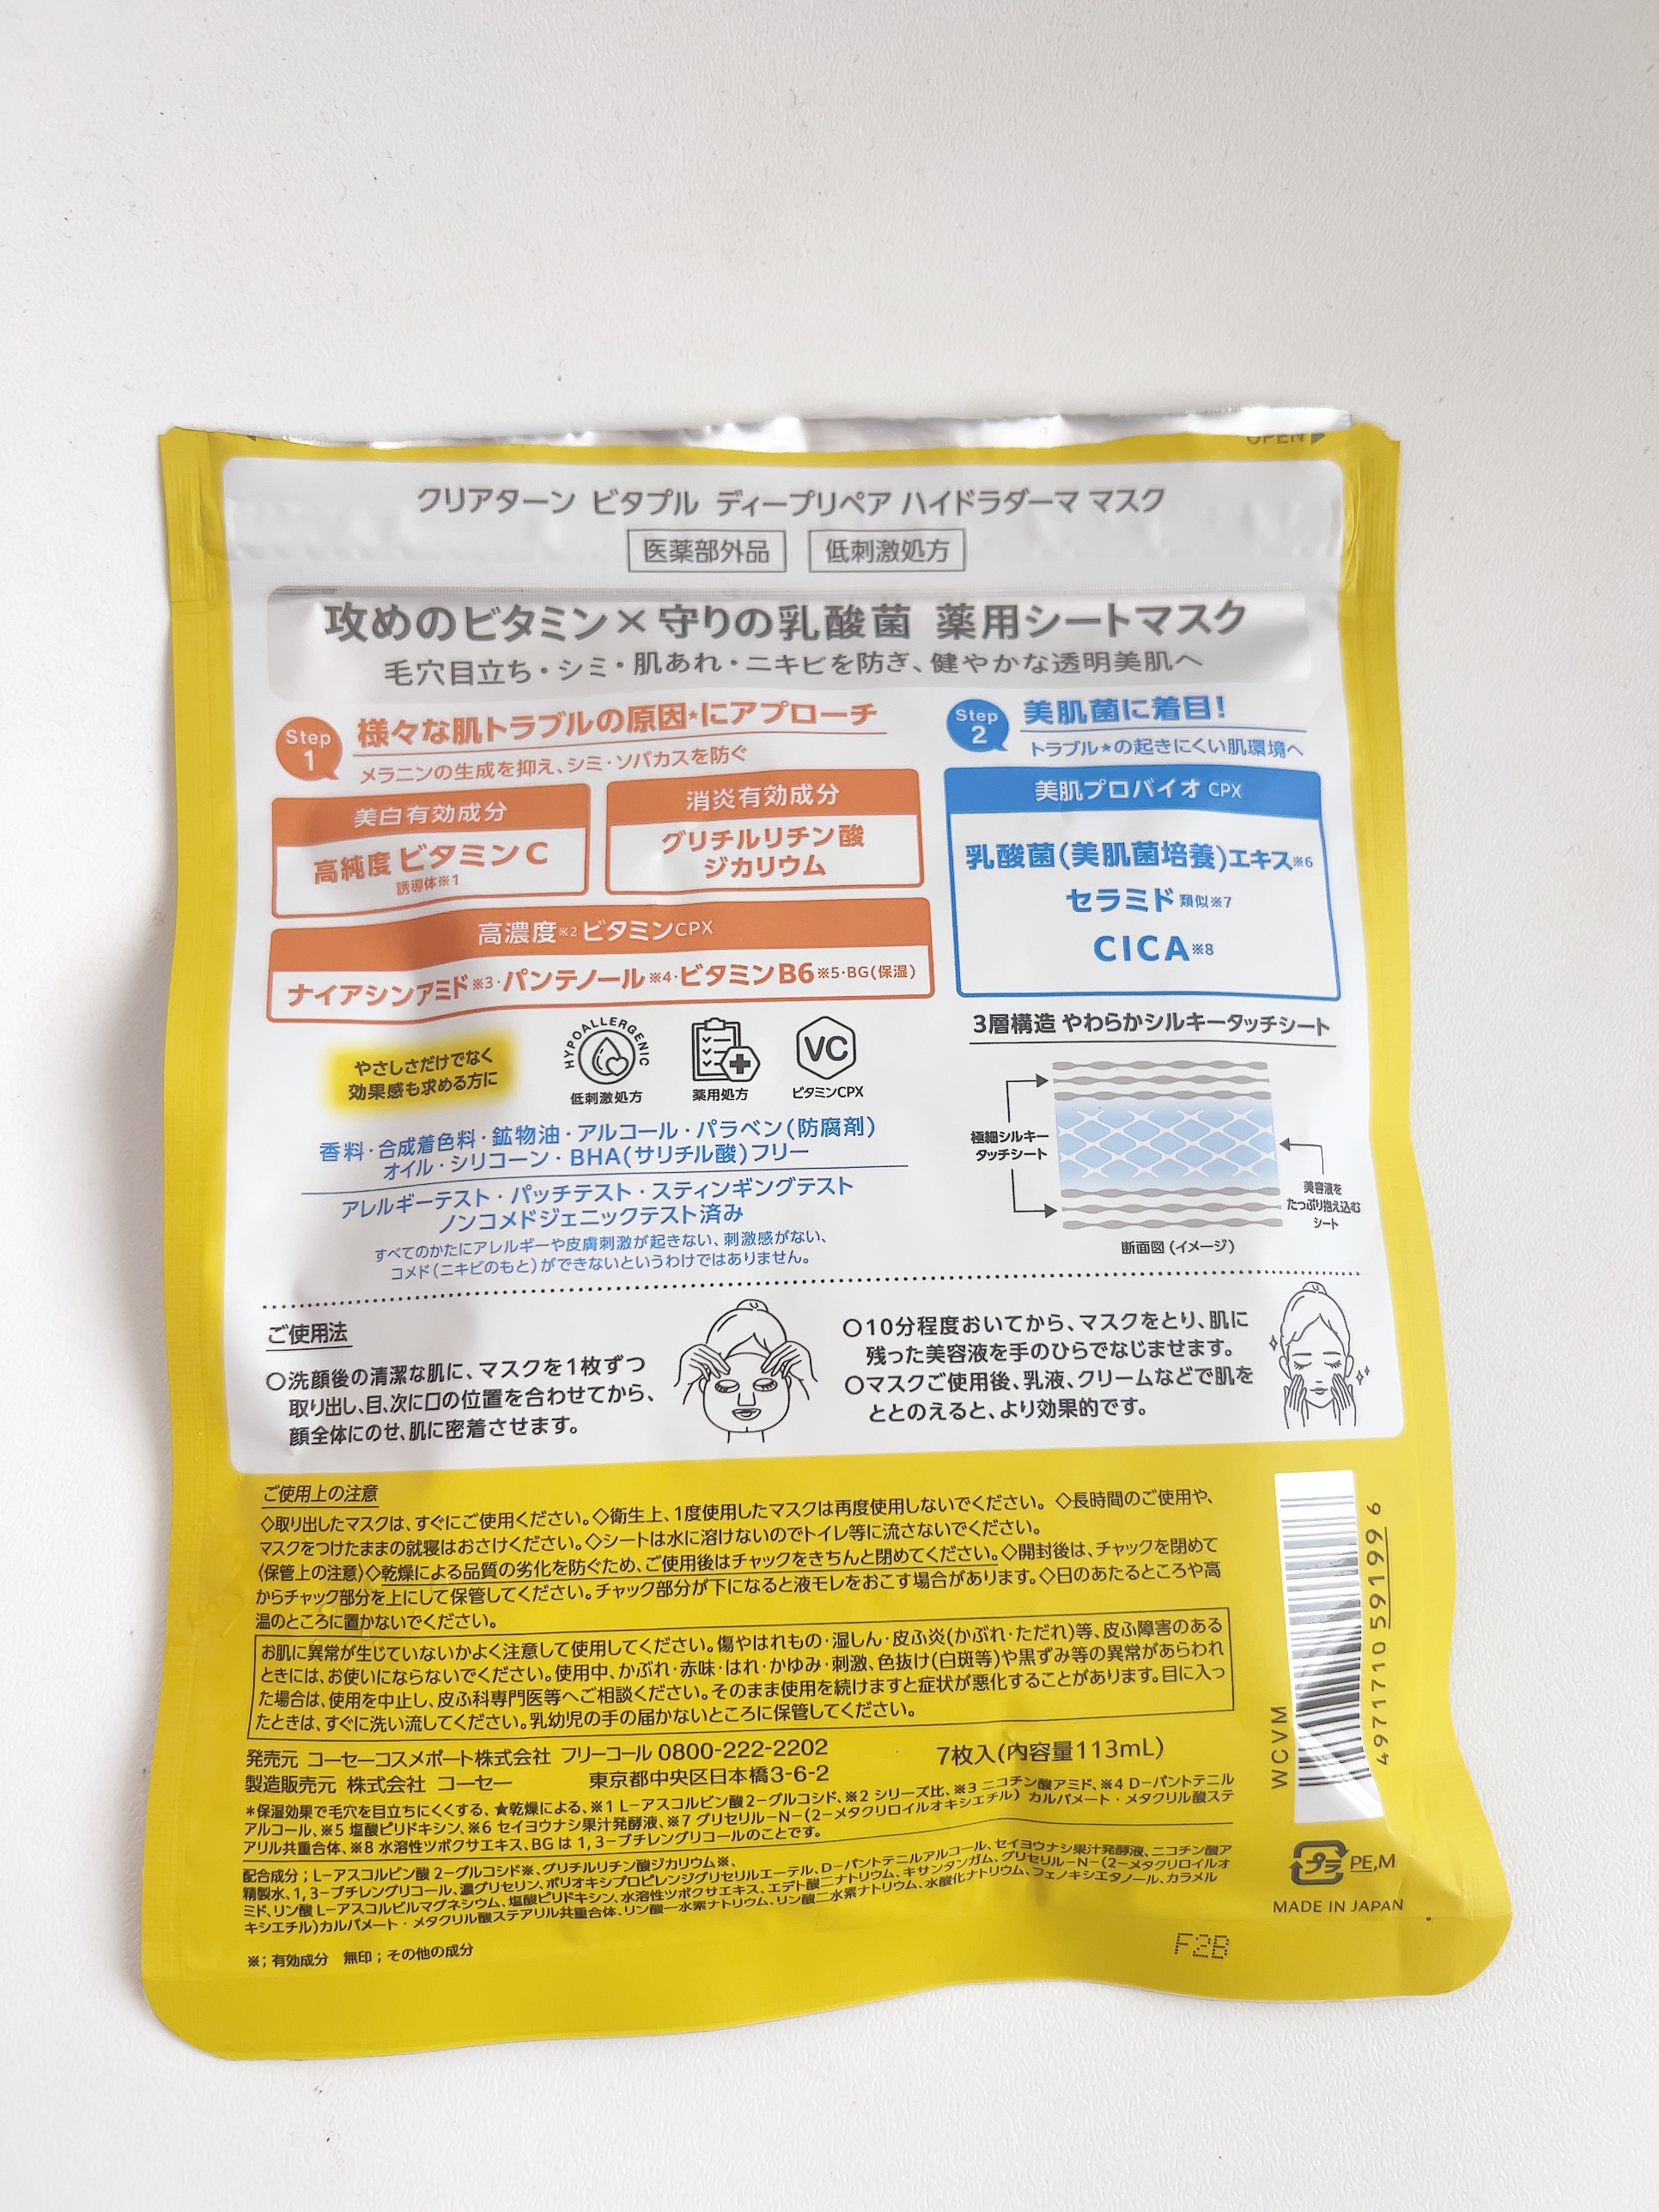 OPEN
クリアターン ビタプル ディープリペア ハイドラダーマ マスク
医薬部外品 低刺激処方
攻めのビタミン×守りの乳酸菌 薬用シートマスク
毛穴目立ち・シミ・肌あれ・ニキビを防ぎ、健やかな透明美肌へ
Step 1
様々な肌トラブルの原因★にアプローチ
メラニンの生成を抑え、シミ・ソバカスを防ぐ
美白有効成分
高純度 ビタミンC
誘導体※1
消炎有効成分
グリチルリチン酸
ジカリウム
高濃度※2 ビタミンCPX
ナイアシンアミド※3・パンテノール※4・ビタミンB6※5・BG(保湿)
Step 2
美肌菌に着目!
トラブル★の起きにくい肌環境へ
美肌プロバイオ CPX
乳酸菌(美肌菌培養)エキス※6
セラミド類似※7
CICA※8
やさしさだけでなく
効果感も求める方に
HYPOALLERGENIC
低刺激処方
薬用処方
VC
ビタミンCPX
香料・合成着色料・鉱物油・アルコール・パラベン(防腐剤)
オイル・シリコーン・BHA(サリチル酸)フリー
アレルギーテスト・パッチテスト・スティンギングテスト
ノンコメドジェニックテスト済み
すべてのかたにアレルギーや皮膚刺激が起きない、刺激感がない、
コメド(ニキビのもと)ができないというわけではありません。
3層構造 やわらかシルキータッチシート
極細シルキー
タッチシート
美容液を
たっぷり抱え込む
シート
断面図(イメージ)
ご使用法
○洗顔後の清潔な肌に、マスクを1枚ずつ
取り出し、目、次に口の位置を合わせてから、
顔全体にのせ、肌に密着させます。
○10分程度おいてから、マスクをとり、肌に
残った美容液を手のひらでなじませます。
○マスクご使用後、乳液、クリームなどで肌を
ととのえると、より効果的です。
ご使用上の注意
◇取り出したマスクは、すぐにご使用ください。◇衛生上、1度使用したマスクは再度使用しないでください。◇長時間のご使用や、
マスクをつけたままの就寝はおさけください。◇シートは水に溶けないのでトイレ等に流さないでください。
〈保管上の注意〉◇乾燥による品質の劣化を防ぐため、ご使用後はチャックをきちんと閉めてください。◇開封後は、チャックを閉めて
からチャック部分を上にして保管してください。チャック部分が下になると液モレをおこす場合があります。◇日のあたるところや高
温のところに置かないでください。
お肌に異常が生じていないかよく注意して使用してください。傷やはれもの・湿しん・皮ふ炎(かぶれ・ただれ)等、皮ふ障害のある
ときには、お使いにならないでください。使用中、かぶれ・赤味・はれ・かゆみ・刺激、色抜け(白斑等)や黒ずみ等の異常があらわれ
た場合は、使用を中止し、皮ふ科専門医等へご相談ください。そのまま使用を続けますと症状が悪化することがあります。目に入っ
たときは、すぐに洗い流してください。乳幼児の手の届かないところに保管してください。
発売元 コーセーコスメポート株式会社 フリーコール 0800-222-2202
製造販売元 株式会社 コーセー 東京都中央区日本橋3-6-2
7枚入(内容量113mL)
*保湿効果で毛穴を目立ちにくくする、★乾燥による、※1 L-アスコルビン酸2-グルコシド、※2 シリーズ比、※3 ニコチン酸アミド、※4 D-パントテニル
アルコール、※5 塩酸ピリドキシン、※6 セイヨウナシ果汁発酵液、※7 グリセリル-N-(2-メタクリロイルオキシエチル) カルバメート・メタクリル酸ステ
アリル共重合体、※8 水溶性ツボクサエキス、BG は 1,3-ブチレングリコールのことです。
配合成分;L-アスコルビン酸 2-グルコシド※、グリチルリチン酸ジカリウム※、
精製水、1,3-ブチレングリコール、濃グリセリン、ポリオキシプロピレンジグリセリルエーテル、D-パントテニルアルコール、セイヨウナシ果汁発酵液、ニコチン酸ア
ミド、リン酸 L-アスコルビルマグネシウム、塩酸ピリドキシン、水溶性ツボクサエキス、エデト酸二ナトリウム、キサンタンガム、グリセリル-N-(2-メタクリロイルオ
キシエチル)カルバメート・メタクリル酸ステアリル共重合体、リン酸一水素ナトリウム、リン酸二水素ナトリウム、水酸化ナトリウム、フェノキシエタノール、カラメル
※;有効成分 無印;その他の成分
WCVM
4971710591996
プラ PE,M
MADE IN JAPAN
F2B